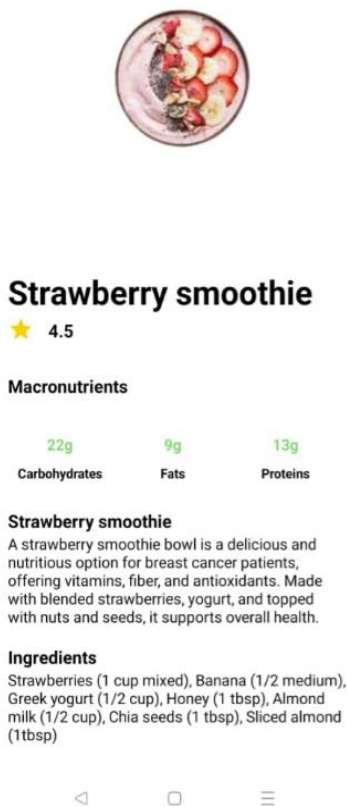 Strawberry smoothie
4.5
Macronutrients
22g 9g 13g
Carbohydrates Fats Proteins
Strawberry smoothie
A strawberry smoothie bowl is a delicious and
nutritious option for breast cancer patients,
offering vitamins, fiber, and antioxidants. Made
with blended strawberries, yogurt, and topped
with nuts and seeds, it supports overall health.
Ingredients
Strawberries (1 cup mixed), Banana (1/2 medium),
Greek yogurt (1/2 cup), Honey (1 tbsp), Almond
milk (1/2 cup), Chia seeds (1 tbsp), Sliced almond
(1tbsp)